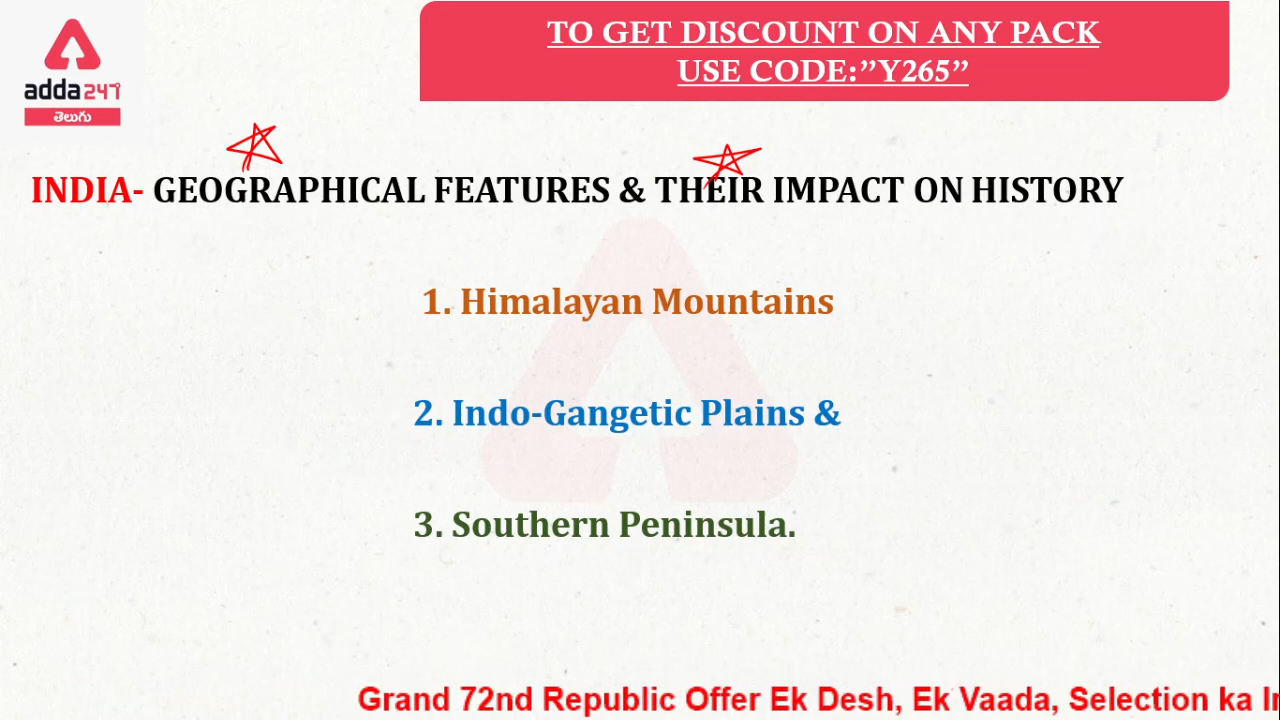 TO GET DISCOUNT ON ANY PACK
USE CODE:”Y265”
adda247
తెలుగు
INDIA- GEOGRAPHICAL FEATURES & THEIR IMPACT ON HISTORY
1. Himalayan Mountains
2. Indo-Gangetic Plains &
3. Southern Peninsula.
Grand 72nd Republic Offer Ek Desh, Ek Vaada, Selection ka